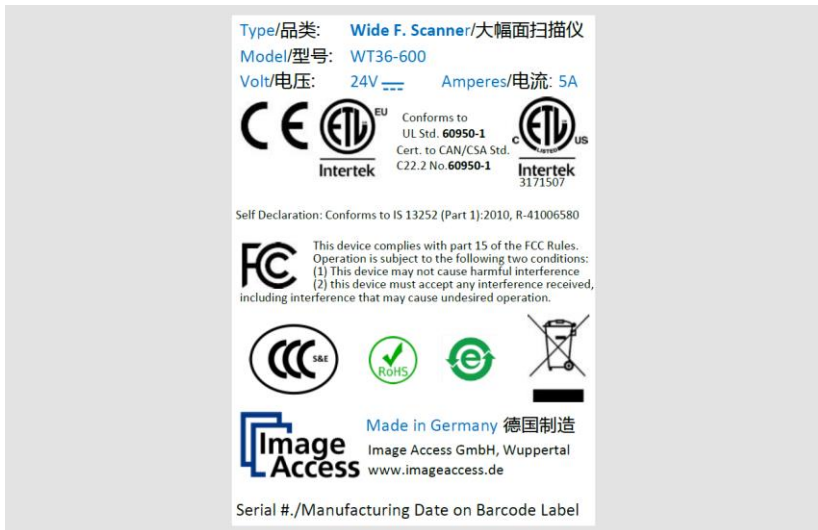 Type/品类: Wide F. Scanner/大幅面扫描仪
Model/型号: WT36-600
Volt/电压: 24V Amperes/电流: 5A
CE ETL EU Intertek
Conforms to
UL Std. 60950-1
Cert. to CAN/CSA Std.
C22.2 No.60950-1
C ETL LISTED US
Intertek
3171507
Self Declaration: Conforms to IS 13252 (Part 1):2010, R-41006580
FC This device complies with part 15 of the FCC Rules.
Operation is subject to the following two conditions:
(1) This device may not cause harmful interference
(2) this device must accept any interference received,
including interference that may cause undesired operation.
CCC S&E RoHS e
Image Access
Made in Germany 德国制造
Image Access GmbH, Wuppertal
www.imageaccess.de
Serial #./Manufacturing Date on Barcode Label